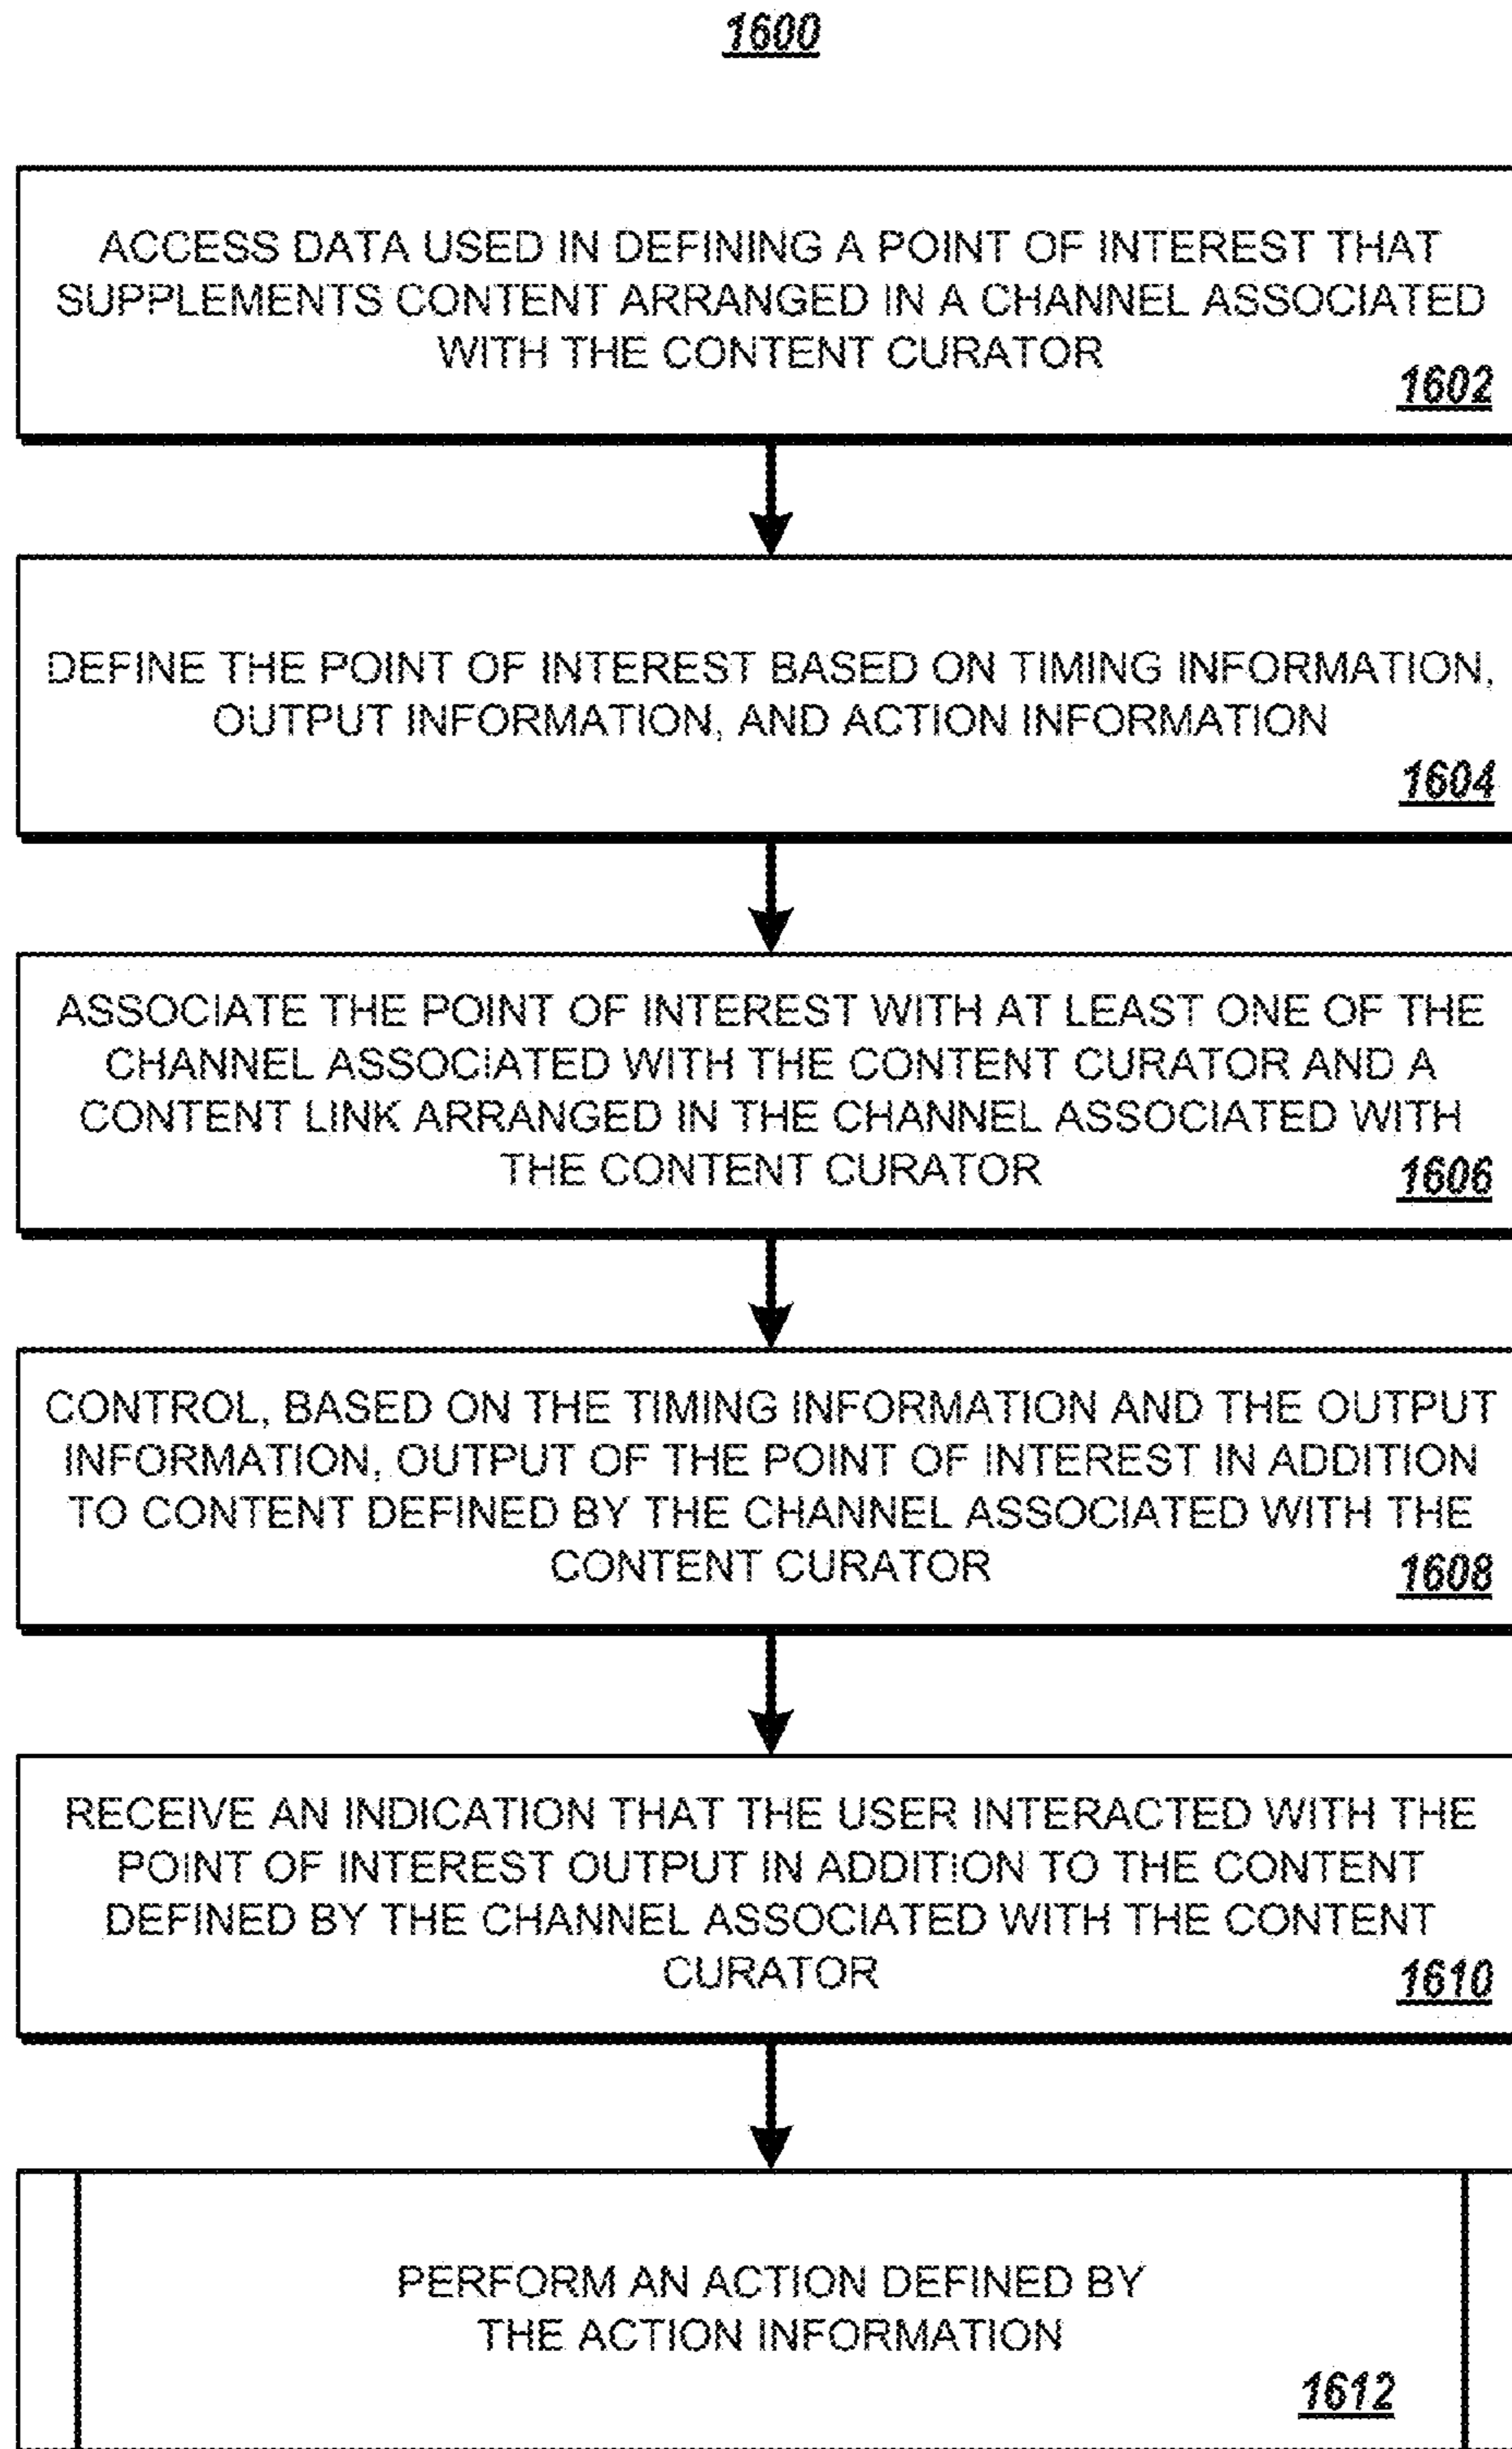 1600
ACCESS DATA USED IN DEFINING A POINT OF INTEREST THAT
SUPPLEMENTS CONTENT ARRANGED IN A CHANNEL ASSOCIATED
WITH THE CONTENT CURATOR
1602
DEFINE THE POINT OF INTEREST BASED ON TIMING INFORMATION,
OUTPUT INFORMATION, AND ACTION INFORMATION
1604
ASSOCIATE THE POINT OF INTEREST WITH AT LEAST ONE OF THE
CHANNEL ASSOCIATED WITH THE CONTENT CURATOR AND A
CONTENT LINK ARRANGED IN THE CHANNEL ASSOCIATED WITH
THE CONTENT CURATOR
1606
CONTROL, BASED ON THE TIMING INFORMATION AND THE OUTPUT
INFORMATION, OUTPUT OF THE POINT OF INTEREST IN ADDITION
TO CONTENT DEFINED BY THE CHANNEL ASSOCIATED WITH THE
CONTENT CURATOR
1608
RECEIVE AN INDICATION THAT THE USER INTERACTED WITH THE
POINT OF INTEREST OUTPUT IN ADDITION TO THE CONTENT
DEFINED BY THE CHANNEL ASSOCIATED WITH THE CONTENT
CURATOR
1610
PERFORM AN ACTION DEFINED BY
THE ACTION INFORMATION
1612